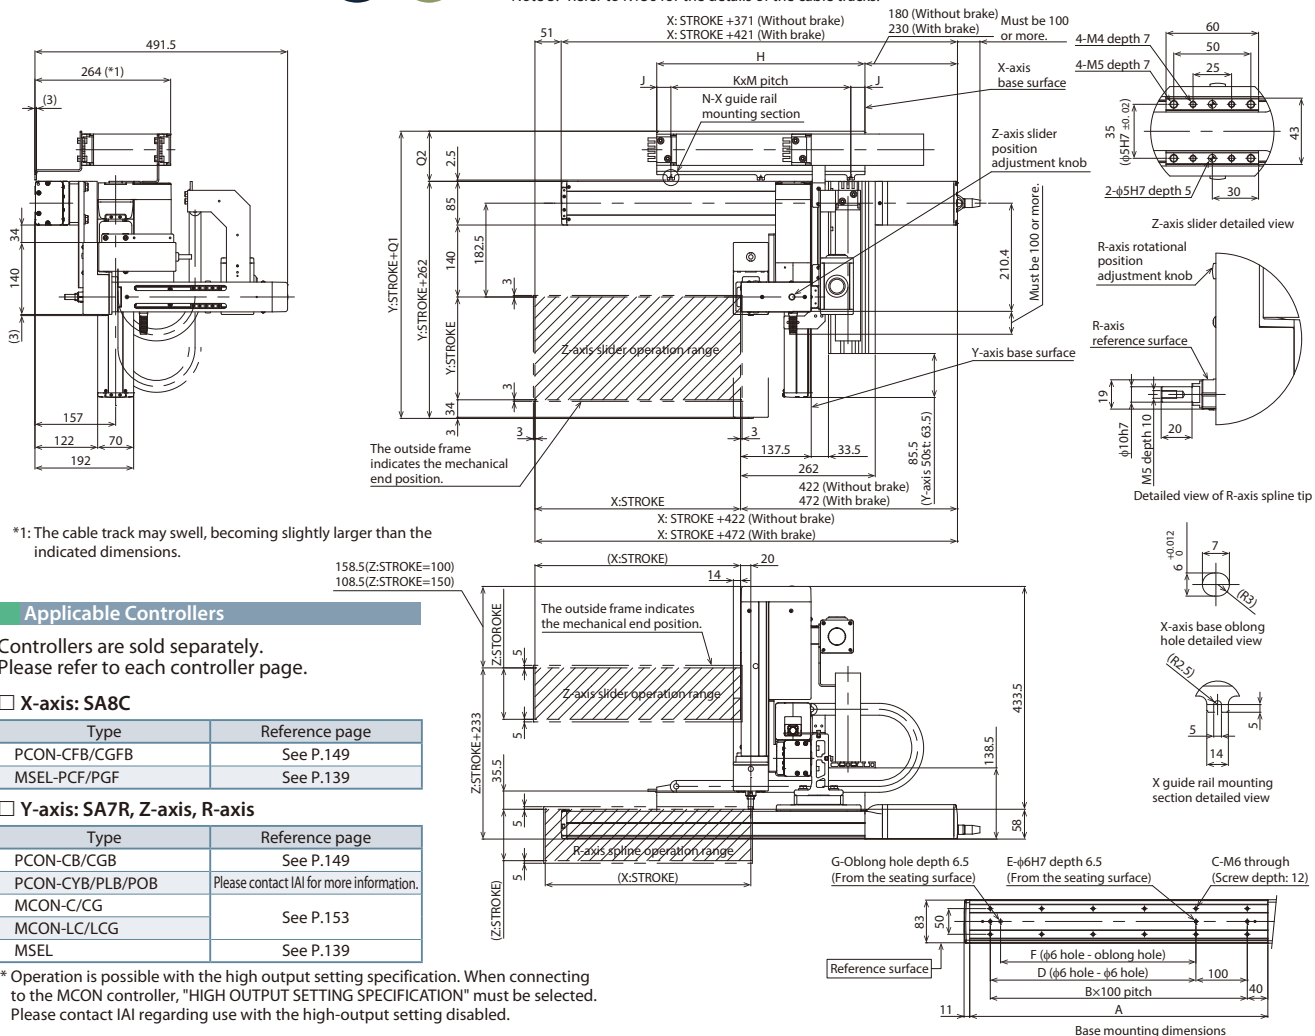 491.5
264 (*1)
(3)
34
140
(3)
157
122
70
192
51
X: STROKE +371 (Without brake)
X: STROKE +421 (With brake)
180 (Without brake)
230 (With brake)
Must be 100
or more.
H
J
KxM pitch
J
N-X guide rail
mounting section
X-axis
base surface
Z-axis slider
position
adjustment knob
Q2
2.5
85
140
182.5
Y:STROKE+Q1
Y:STROKE+262
Y:STROKE
3
3
34
3
Z-axis slider operation range
210.4
Must be 100 or more.
Y-axis base surface
The outside frame
indicates the mechanical
end position.
3
3
137.5
33.5
262
85.5
(Y-axis 50st: 63.5)
422 (Without brake)
472 (With brake)
X:STROKE
X: STROKE +422 (Without brake)
X: STROKE +472 (With brake)
60
50
25
4-M4 depth 7
4-M5 depth 7
35
(φ5H7 ±0.02)
43
2-φ5H7 depth 5
30
Z-axis slider detailed view
R-axis rotational
position
adjustment knob
R-axis
reference surface
19
φ10h7
M5 depth 10
20
Detailed view of R-axis spline tip
*1: The cable track may swell, becoming slightly larger than the
indicated dimensions.
Applicable Controllers
Controllers are sold separately.
Please refer to each controller page.
X-axis: SA8C
Type Reference page
PCON-CFB/CGFB See P.149
MSEL-PCF/PGF See P.139
Y-axis: SA7R, Z-axis, R-axis
Type Reference page
PCON-CB/CGB See P.149
PCON-CYB/PLB/POB Please contact IAI for more information.
MCON-C/CG
MCON-LC/LCG See P.153
MSEL See P.139
* Operation is possible with the high output setting specification. When connecting
to the MCON controller, "HIGH OUTPUT SETTING SPECIFICATION" must be selected.
Please contact IAI regarding use with the high-output setting disabled.
158.5(Z:STROKE=100)
108.5(Z:STROKE=150)
(X:STROKE)
20
14
The outside frame indicates
the mechanical end position.
Z:STOROKE
5
5
Z-axis slider operation range
Z:STROKE+233
35.5
5
5
(Z:STROKE)
R-axis spline operation range
(X:STROKE)
433.5
138.5
58
6 +0.012 0
7
(R3)
X-axis base oblong
hole detailed view
(R2.5)
5
14
5
X guide rail mounting
section detailed view
G-Oblong hole depth 6.5
(From the seating surface)
E-φ6H7 depth 6.5
(From the seating surface)
C-M6 through
(Screw depth: 12)
83
50
Reference surface
F (φ6 hole - oblong hole)
D (φ6 hole - φ6 hole)
100
B×100 pitch
40
11
A
Base mounting dimensions